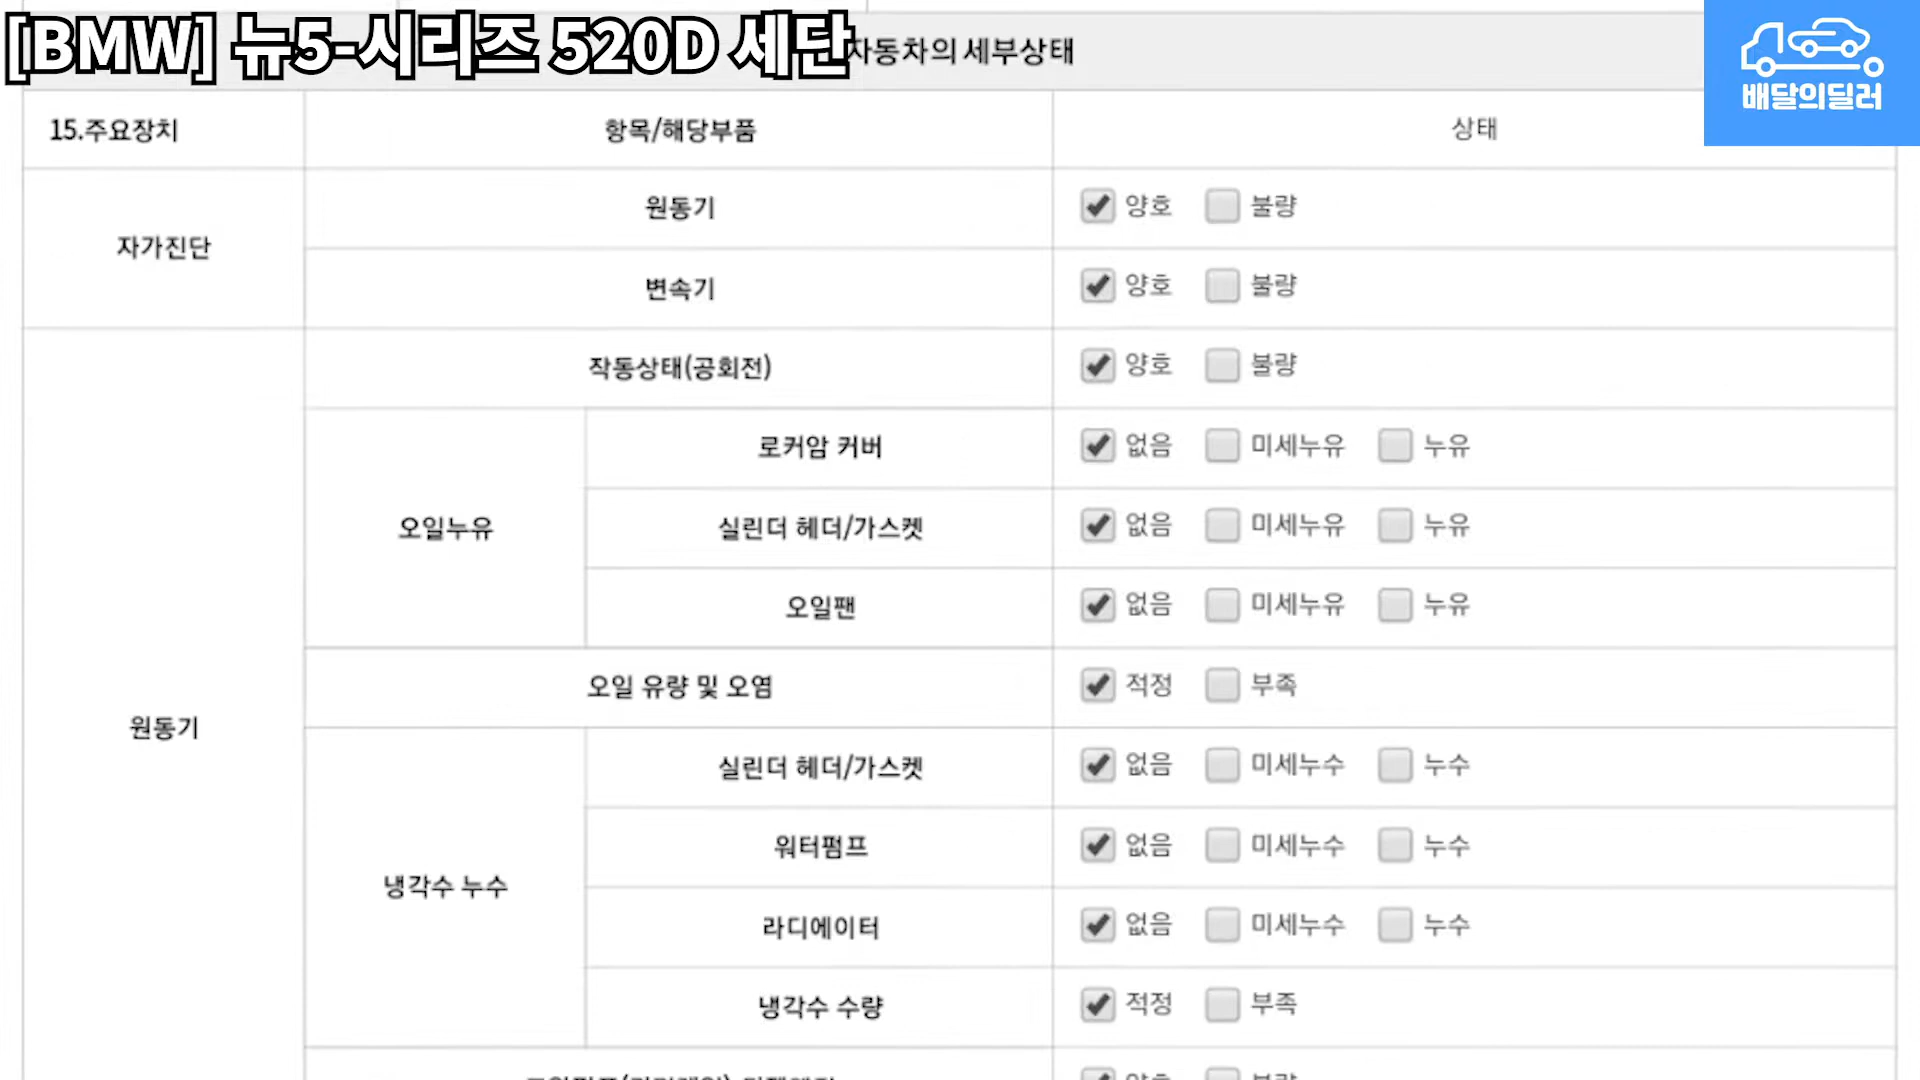 [BMW] 뉴5-시리즈 520D 세단
자동차의 세부상태
배달의딜러
15.주요장치 항목/해당부품 상태
자가진단
원동기 양호 불량
변속기 양호 불량
원동기
작동상태(공회전) 양호 불량
오일누유
로커암 커버 없음 미세누유 누유
실린더 헤더/가스켓 없음 미세누유 누유
오일팬 없음 미세누유 누유
오일 유량 및 오염 적정 부족
냉각수 누수
실린더 헤더/가스켓 없음 미세누수 누수
워터펌프 없음 미세누수 누수
라디에이터 없음 미세누수 누수
냉각수 수량 적정 부족
양호 불량